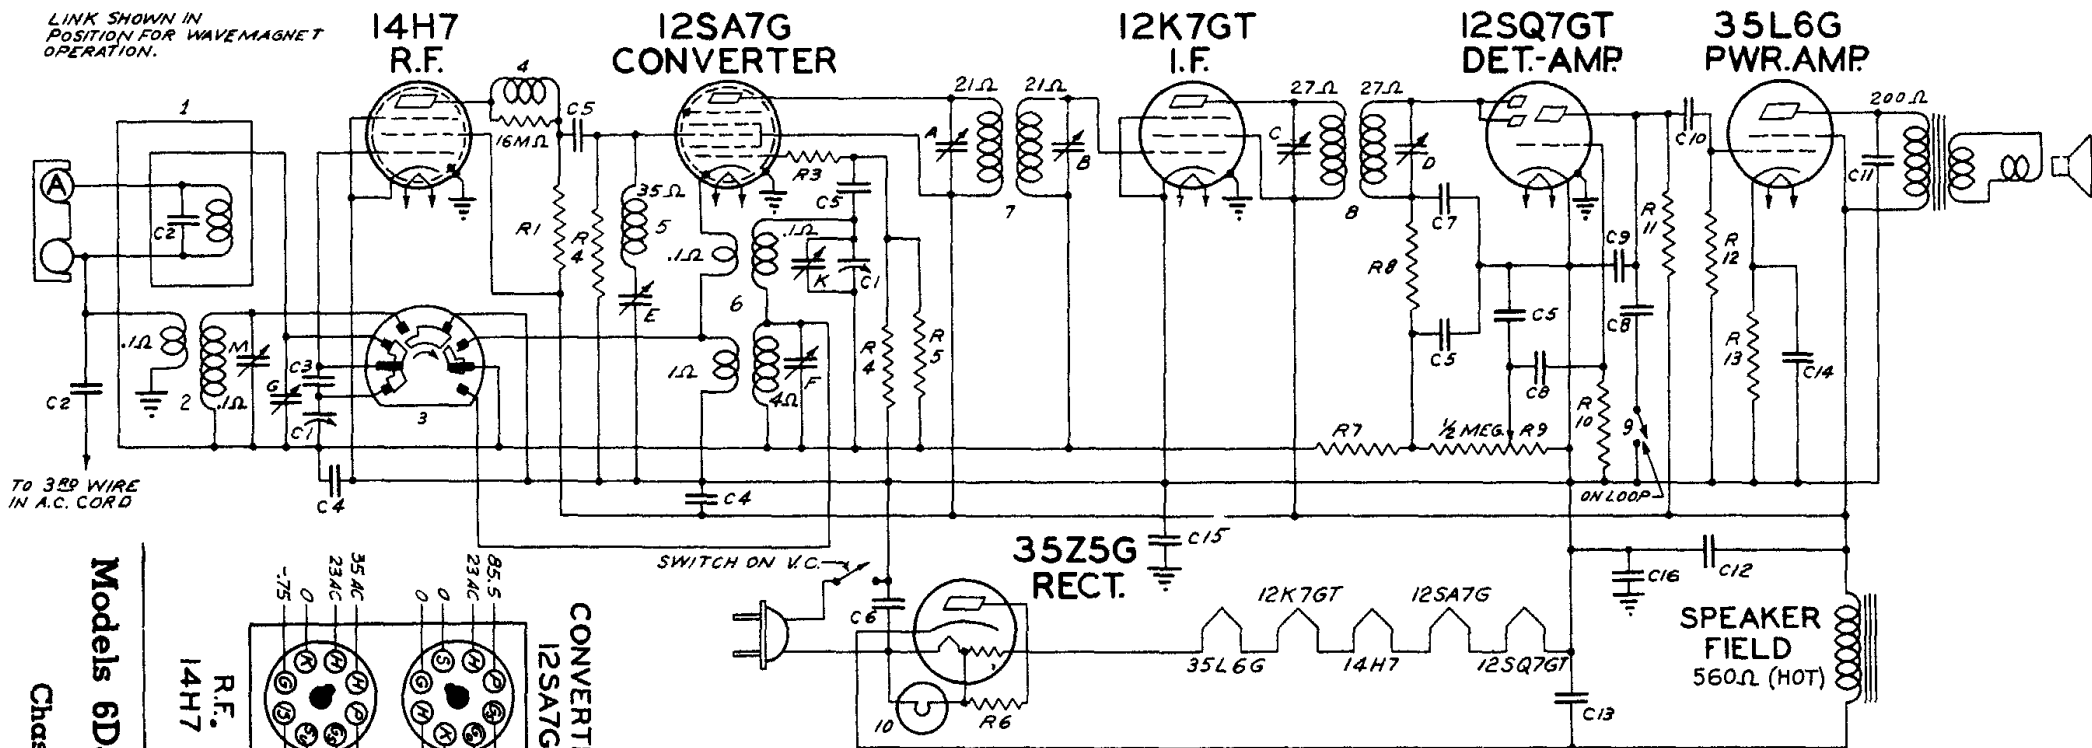 LINK SHOWN IN
POSITION FOR WAVEMAGNET
OPERATION.
14H7
R.F.
12SA7G
CONVERTER
12K7GT
I.F.
12SQ7GT
DET.-AMP.
35L6G
PWR.AMP.
1
4
16MΩ
C5
R1
R4
35Ω
5
E
R3
C5
.1Ω
.1Ω
K
C1
6
1Ω
4Ω
F
R4
R5
21Ω
21Ω
A
B
7
27Ω
27Ω
C
D
8
C7
R8
C5
C5
C8
C9
C8
R10
R11
C10
R12
R13
C14
200Ω
C11
A
C2
.1Ω
C2
2
M
.1Ω
G
C3
C1
3
C4
C4
R7
½ MEG.
R9
9
ON LOOP
TO 3RD WIRE
IN A.C. CORD
C15
SWITCH ON V.C.
C6
35Z5G
RECT.
10
R6
12K7GT
12SA7G
35L6G
14H7
12SQ7GT
C16
C12
C13
SPEAKER
FIELD
560Ω (HOT)
Models 6D
Chas
-.75
0
23AC
35AC
0
0
23AC
85.5
R.F.
14H7
CONVERT
12SA7G
G
K
H
H
P
G
S
H
P
H
K